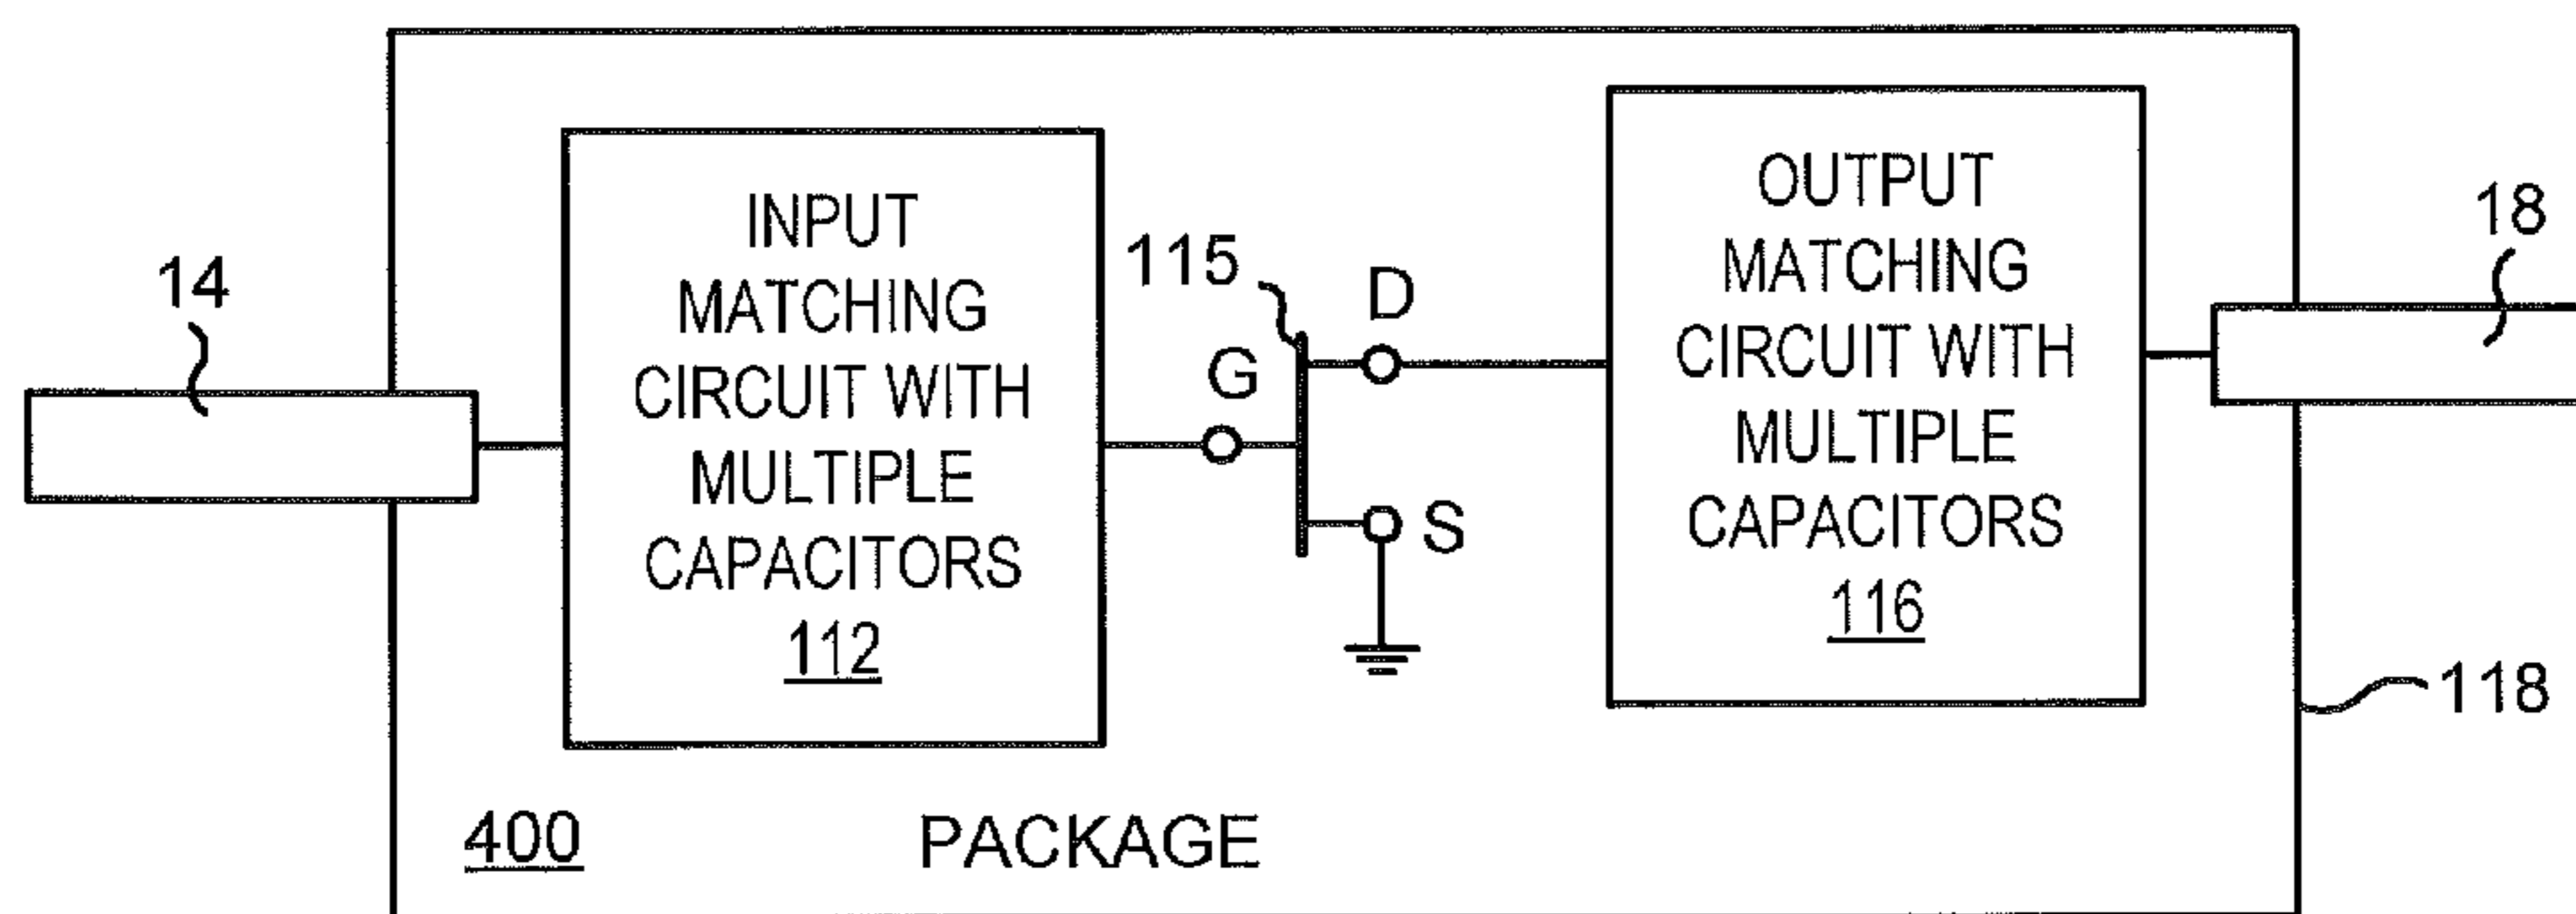 14
INPUT
MATCHING
CIRCUIT WITH
MULTIPLE
CAPACITORS
112
115
G
D
S
OUTPUT
MATCHING
CIRCUIT WITH
MULTIPLE
CAPACITORS
116
18
118
400
PACKAGE